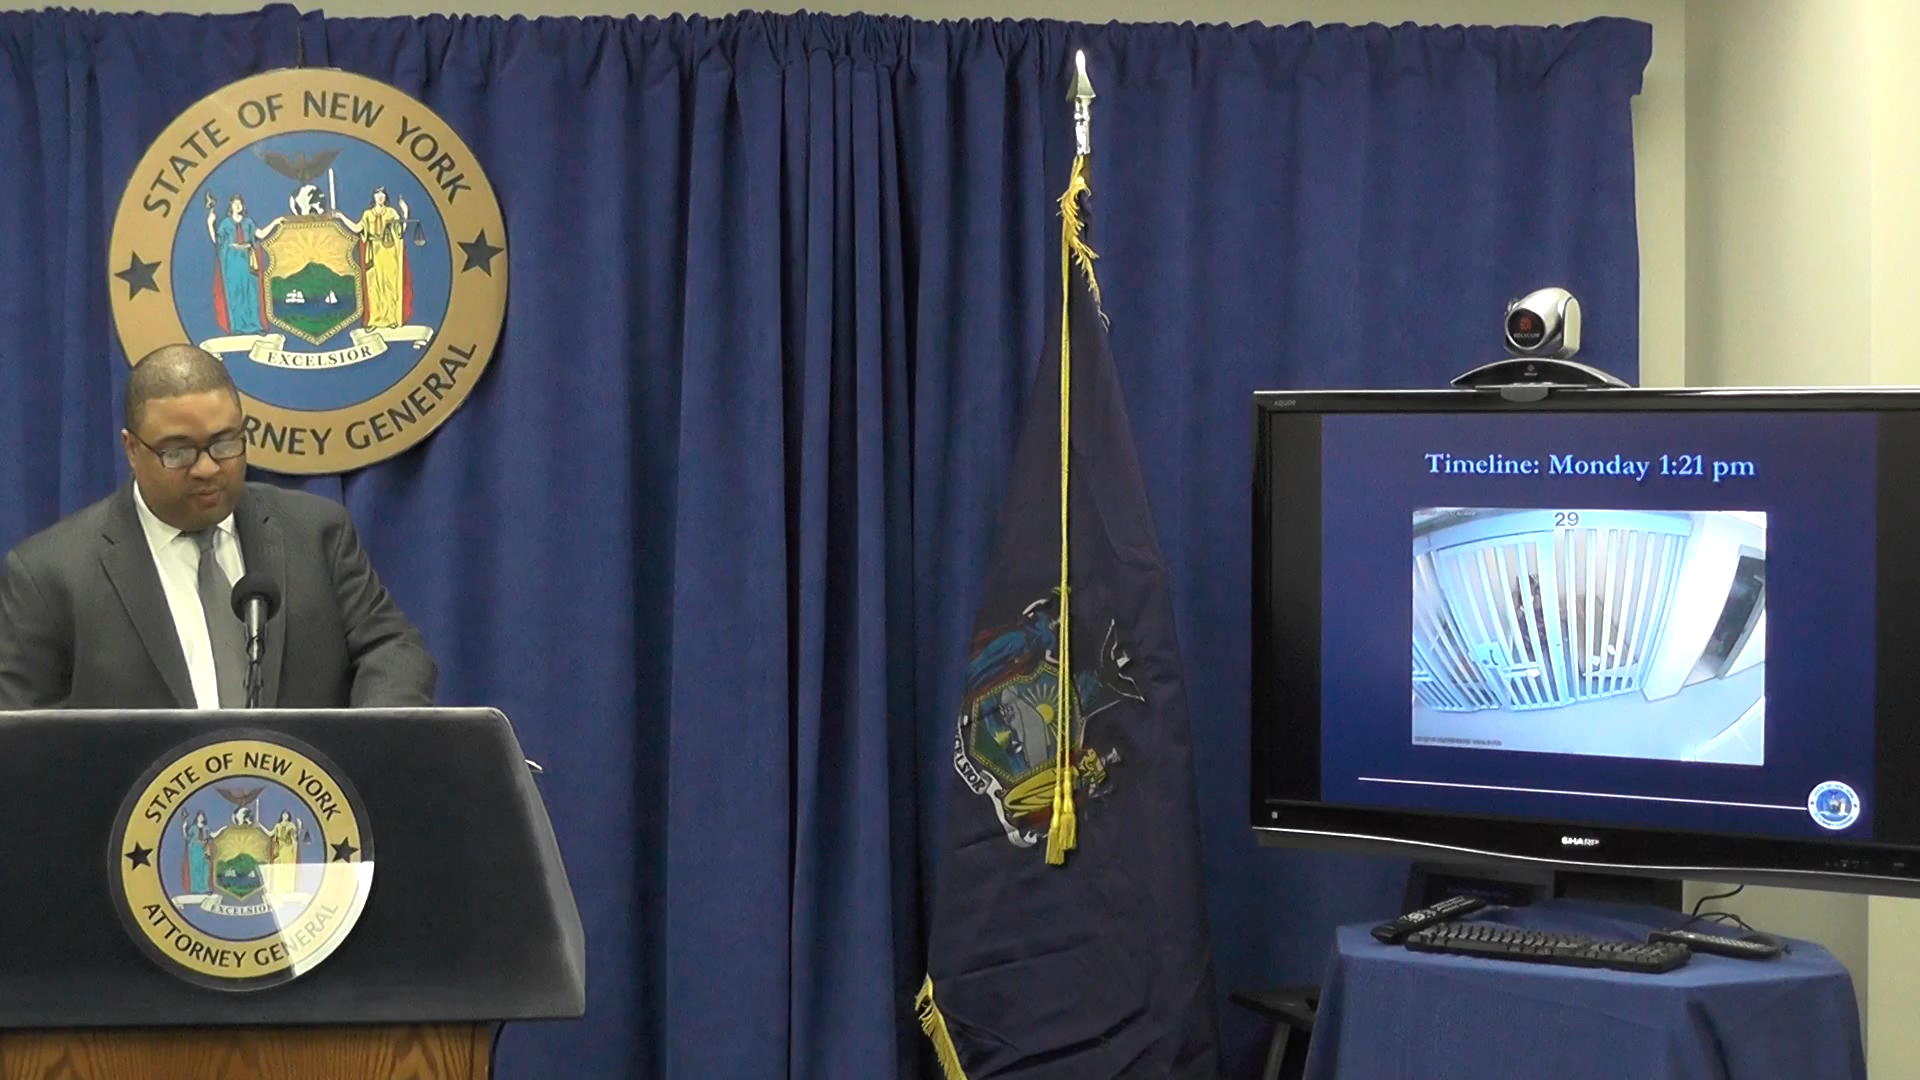 STATE OF NEW YORK
RNEY GENERAL
EXCELSIOR
STATE OF NEW YORK
ATTORNEY GENERAL
EXCELSIOR
AQUOS
Timeline: Monday 1:21 pm
29
SHARP